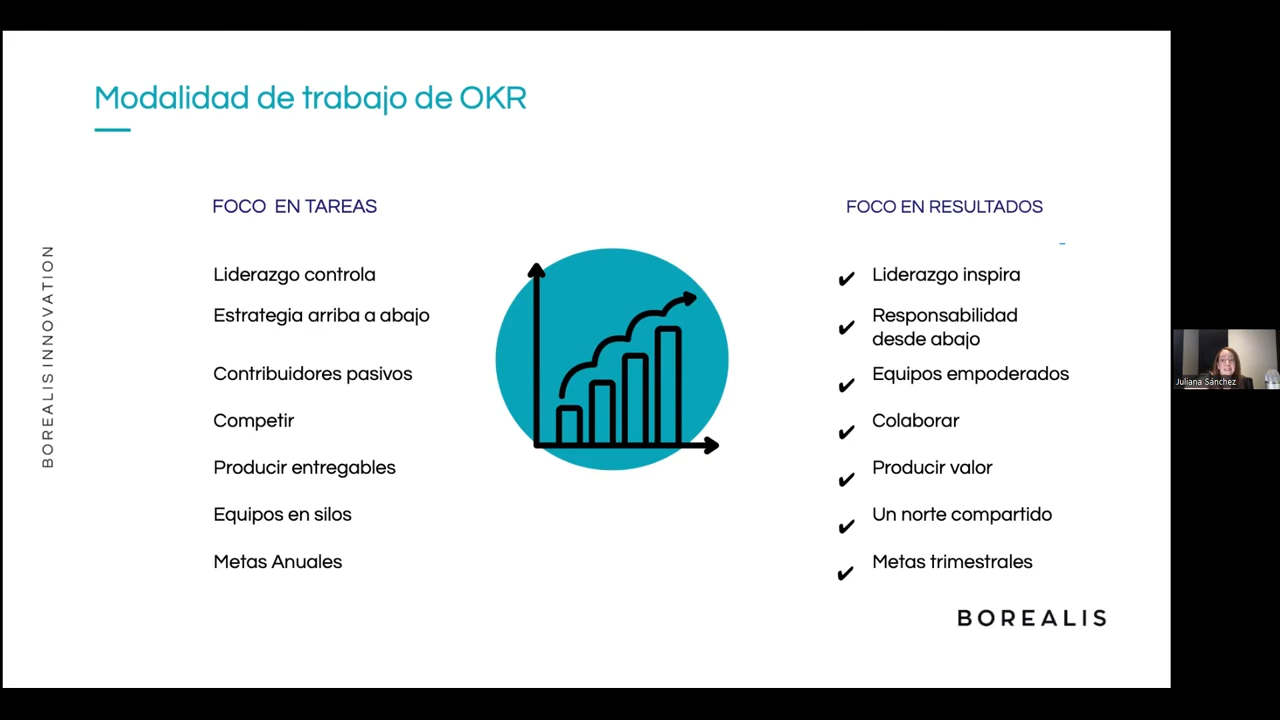 Modalidad de trabajo de OKR
FOCO EN TAREAS
Liderazgo controla
Estrategia arriba a abajo
Contribuidores pasivos
Competir
Producir entregables
Equipos en silos
Metas Anuales
FOCO EN RESULTADOS
Liderazgo inspira
Responsabilidad
desde abajo
Equipos empoderados
Colaborar
Producir valor
Un norte compartido
Metas trimestrales
BOREALISINNOVATION
BOREALIS
Juliana Sánchez